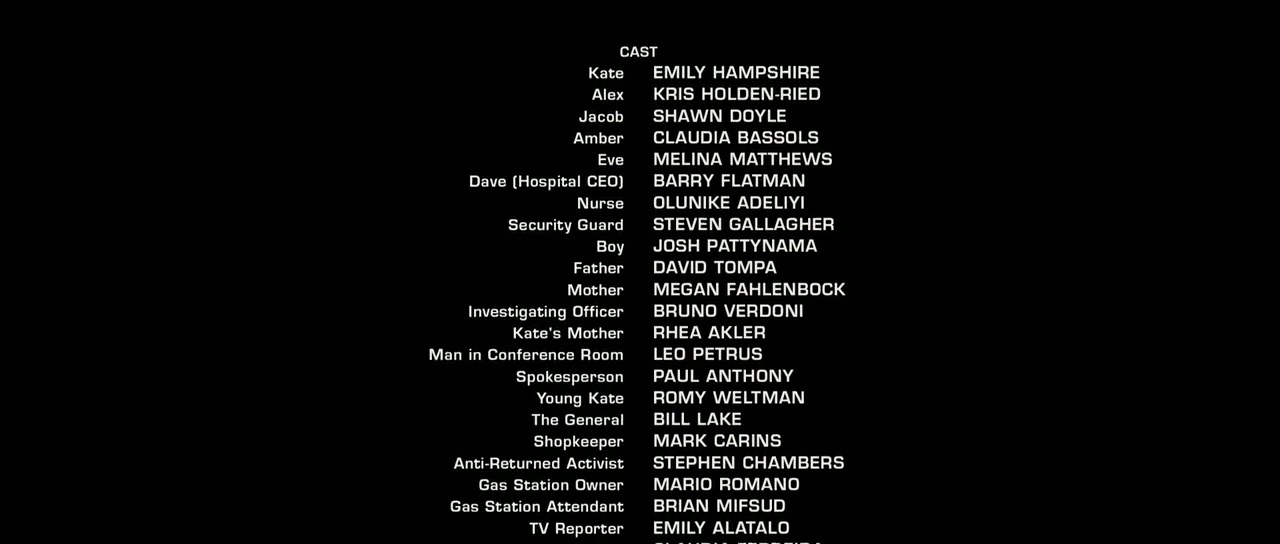 CAST
Kate EMILY HAMPSHIRE
Alex KRIS HOLDEN-RIED
Jacob SHAWN DOYLE
Amber CLAUDIA BASSOLS
Eve MELINA MATTHEWS
Dave (Hospital CEO) BARRY FLATMAN
Nurse OLUNIKE ADELIYI
Security Guard STEVEN GALLAGHER
Boy JOSH PATTYNAMA
Father DAVID TOMPA
Mother MEGAN FAHLENBOCK
Investigating Officer BRUNO VERDONI
Kate's Mother RHEA AKLER
Man in Conference Room LEO PETRUS
Spokesperson PAUL ANTHONY
Young Kate ROMY WELTMAN
The General BILL LAKE
Shopkeeper MARK CARINS
Anti-Returned Activist STEPHEN CHAMBERS
Gas Station Owner MARIO ROMANO
Gas Station Attendant BRIAN MIFSUD
TV Reporter EMILY ALATALO